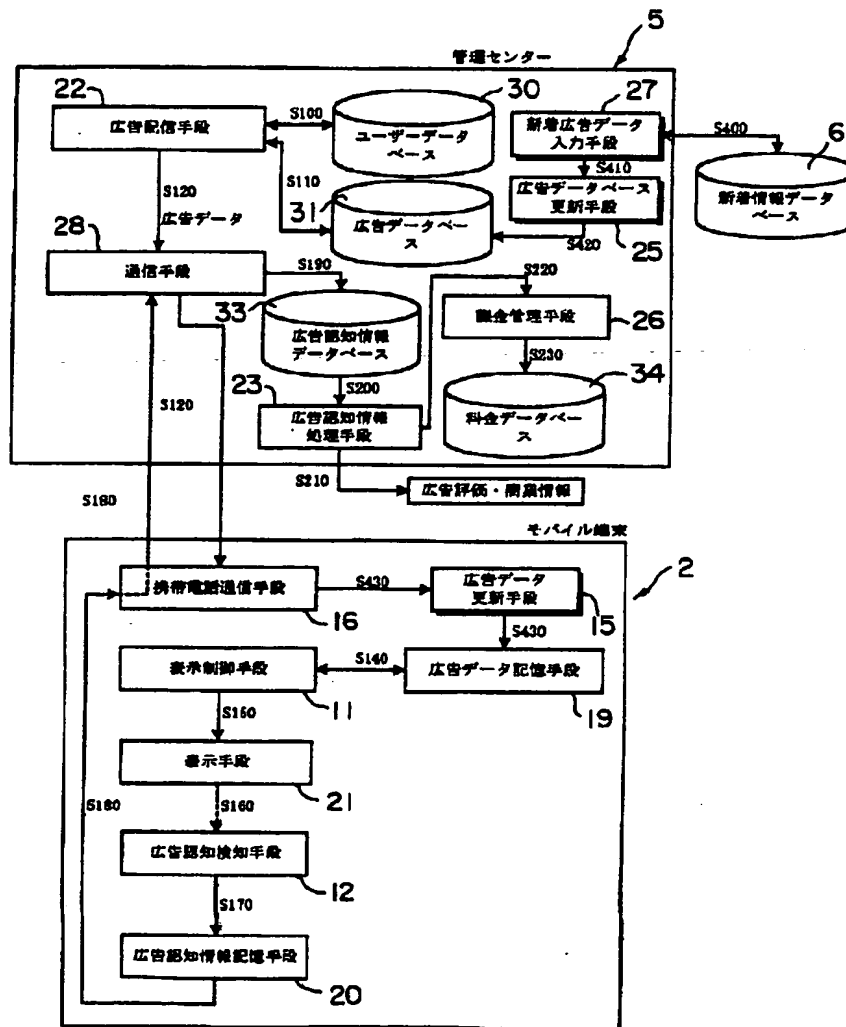 5
管理センター
22
広告配信手段
S100
30
ユーザーデータ
ベース
27
新着広告データ
入力手段
S400
6
新着情報データ
ベース
S110
S410
31
広告データベー
ス
広告データベース
更新手段
25
S420
S120
広告データ
28
通信手段
S190
33
広告認知情報
データベース
S220
課金管理手段
26
S230
34
料金データベー
ス
S200
23
広告認知情報
処理手段
S210
広告評価・商業情報
S120
S180
モバイル端末
2
携帯電話通信手段
16
S430
広告データ
更新手段
15
S430
表示制御手段
11
S140
広告データ記憶手段
19
S150
表示手段
21
S180
S160
広告認知検知手段
12
S170
広告認知情報記憶手段
20